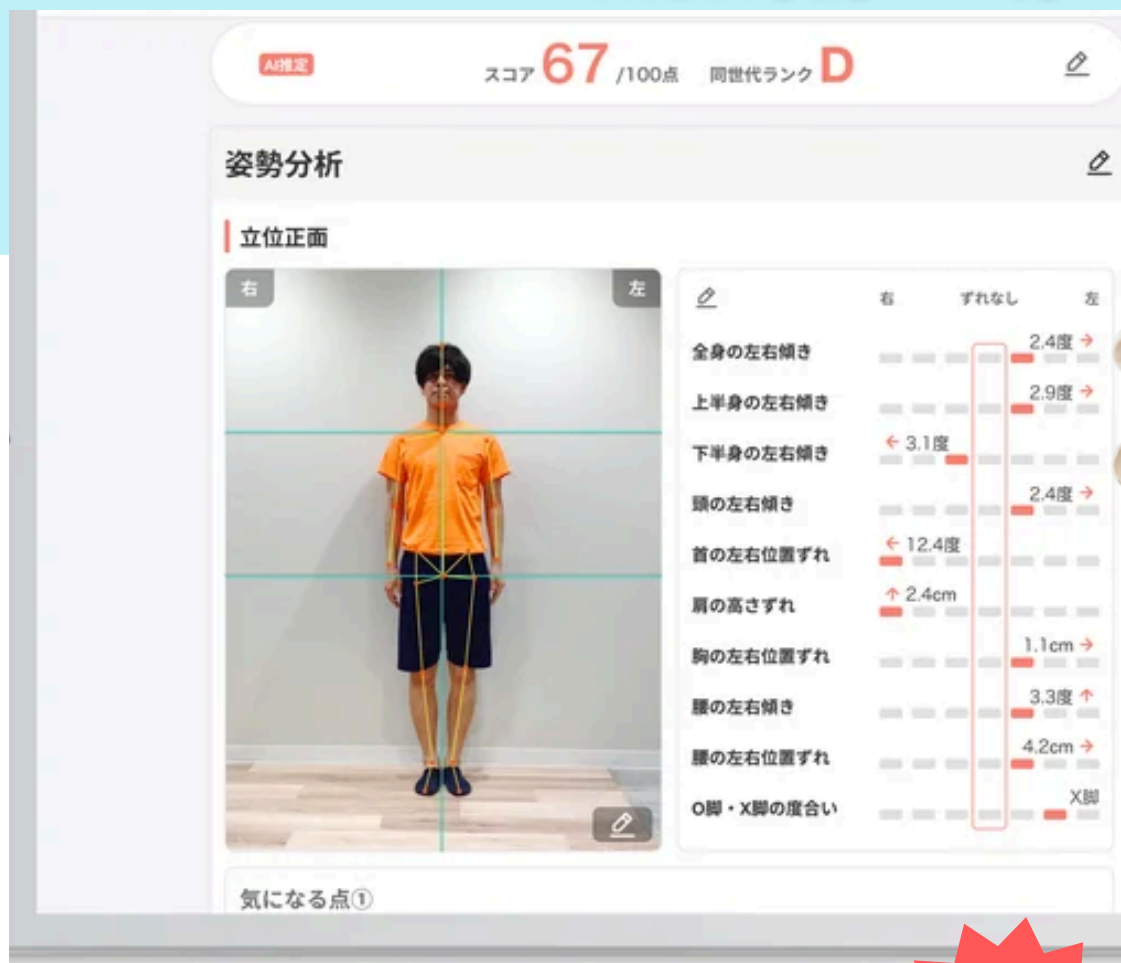 AI推定
スコア 67 /100点 同世代ランク D
姿勢分析
立位正面
右 左
右 ずれなし 左
全身の左右傾き 2.4度 →
上半身の左右傾き 2.9度 →
下半身の左右傾き ← 3.1度
頭の左右傾き 2.4度 →
首の左右位置ずれ ← 12.4度
肩の高さずれ ↑ 2.4cm
胸の左右位置ずれ 1.1cm →
腰の左右傾き 3.3度 ↑
腰の左右位置ずれ 4.2cm →
O脚・X脚の度合い X脚
気になる点①